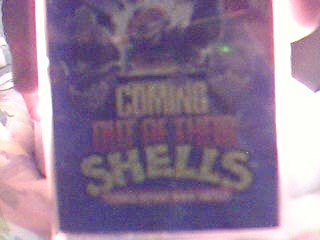 COMING
OUT OF THEIR
SHELLS